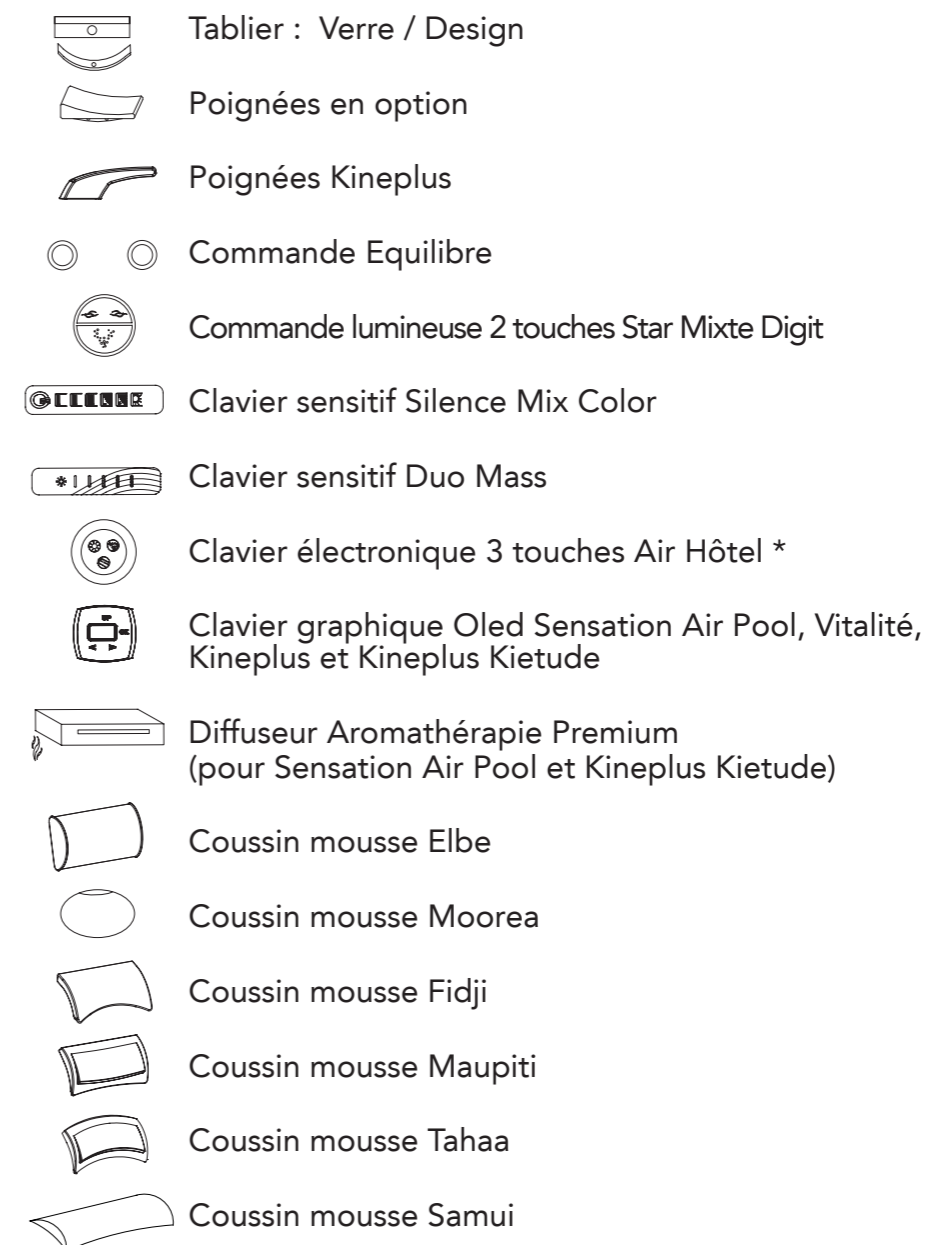 Tablier :  Verre / Design
Poignées en option
Poignées Kineplus
Commande Equilibre
Commande lumineuse 2 touches Star Mixte Digit
Clavier sensitif Silence Mix Color
Clavier sensitif Duo Mass
Clavier électronique 3 touches Air Hôtel *
Clavier graphique Oled Sensation Air Pool, Vitalité,
Kineplus et Kineplus Kietude
Diffuseur Aromathérapie Premium
(pour Sensation Air Pool et Kineplus Kietude)
Coussin mousse Elbe
Coussin mousse Moorea
Coussin mousse Fidji
Coussin mousse Maupiti
Coussin mousse Tahaa
Coussin mousse Samui